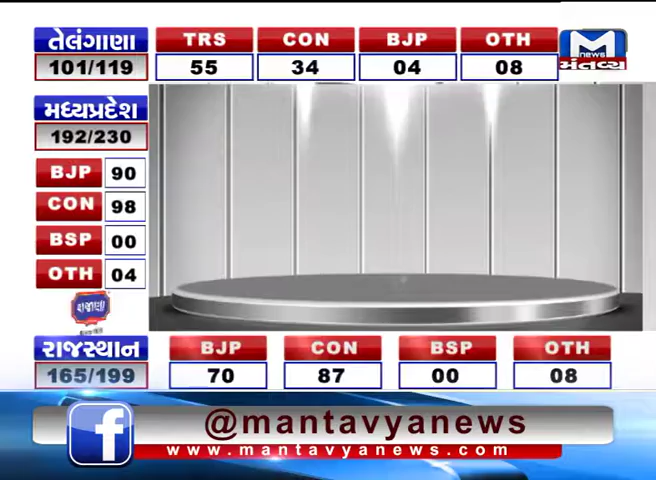 તેલંગાણા TRS CON BJP OTH
101/119 55 34 04 08
M news
મંતવ્ય
મધ્યપ્રદેશ
192/230
BJP 90
CON 98
BSP 00
OTH 04
રાજાણી
રાજસ્થાન BJP CON BSP OTH
165/199 70 87 00 08
f @mantavyanews
www.mantavyanews.com